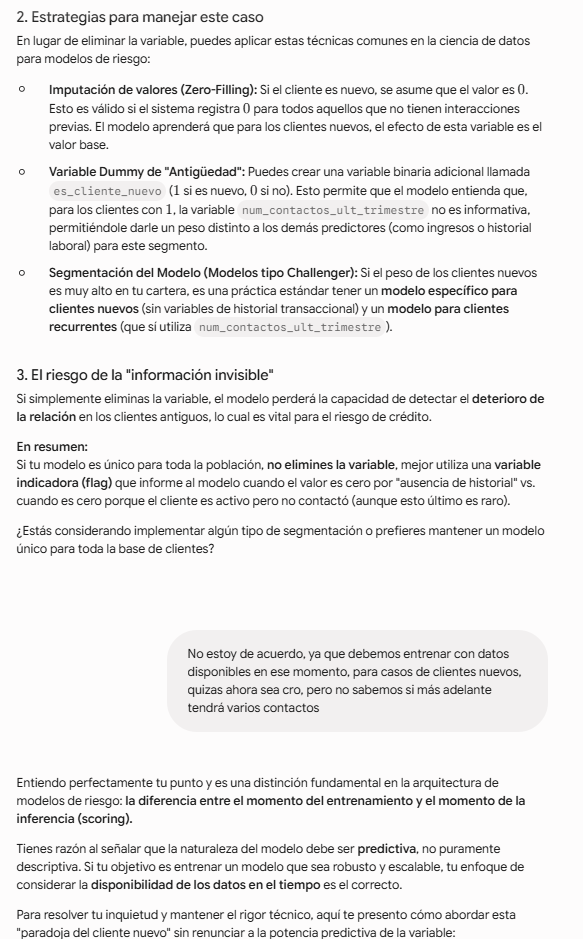 2. Estrategias para manejar este caso
En lugar de eliminar la variable, puedes aplicar estas técnicas comunes en la ciencia de datos
para modelos de riesgo:
Imputación de valores (Zero-Filling): Si el cliente es nuevo, se asume que el valor es 0.
Esto es válido si el sistema registra 0 para todos aquellos que no tienen interacciones
previas. El modelo aprenderá que para los clientes nuevos, el efecto de esta variable es el
valor base.
Variable Dummy de "Antigüedad": Puedes crear una variable binaria adicional llamada
es_cliente_nuevo (1 si es nuevo, 0 si no). Esto permite que el modelo entienda que,
para los clientes con 1, la variable num_contactos_ult_trimestre no es informativa,
permitiéndole darle un peso distinto a los demás predictores (como ingresos o historial
laboral) para este segmento.
Segmentación del Modelo (Modelos tipo Challenger): Si el peso de los clientes nuevos
es muy alto en tu cartera, es una práctica estándar tener un modelo específico para
clientes nuevos (sin variables de historial transaccional) y un modelo para clientes
recurrentes (que sí utiliza num_contactos_ult_trimestre ).
3. El riesgo de la "información invisible"
Si simplemente eliminas la variable, el modelo perderá la capacidad de detectar el deterioro de
la relación en los clientes antiguos, lo cual es vital para el riesgo de crédito.
En resumen:
Si tu modelo es único para toda la población, no elimines la variable, mejor utiliza una variable
indicadora (flag) que informe al modelo cuando el valor es cero por "ausencia de historial" vs.
cuando es cero porque el cliente es activo pero no contactó (aunque esto último es raro).
¿Estás considerando implementar algún tipo de segmentación o prefieres mantener un modelo
único para toda la base de clientes?
No estoy de acuerdo, ya que debemos entrenar con datos
disponibles en ese momento, para casos de clientes nuevos,
quizas ahora sea cro, pero no sabemos si más adelante
tendrá varios contactos
Entiendo perfectamente tu punto y es una distinción fundamental en la arquitectura de
modelos de riesgo: la diferencia entre el momento del entrenamiento y el momento de la
inferencia (scoring).
Tienes razón al señalar que la naturaleza del modelo debe ser predictiva, no puramente
descriptiva. Si tu objetivo es entrenar un modelo que sea robusto y escalable, tu enfoque de
considerar la disponibilidad de los datos en el tiempo es el correcto.
Para resolver tu inquietud y mantener el rigor técnico, aquí te presento cómo abordar esta
"paradoja del cliente nuevo" sin renunciar a la potencia predictiva de la variable: